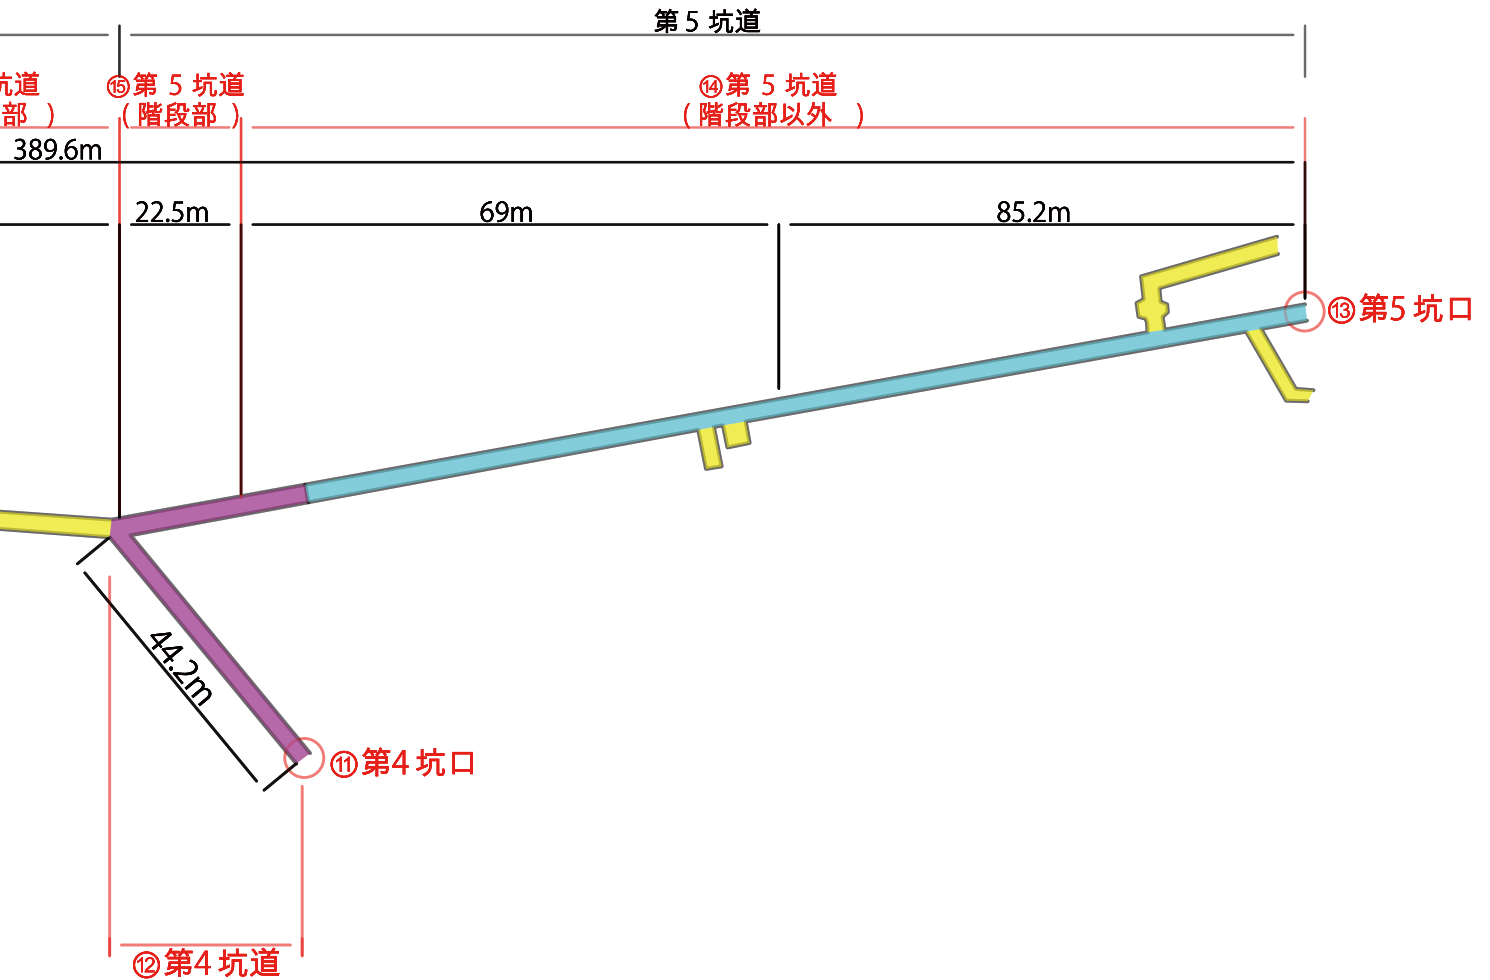 第 5 坑道
坑道
部 )
⑮第 5 坑道
( 階段部 )
⑭第 5 坑道
( 階段部以外 )
389.6m
22.5m
69m
85.2m
⑬第5 坑口
44.2m
⑪第4 坑口
⑫第4 坑道